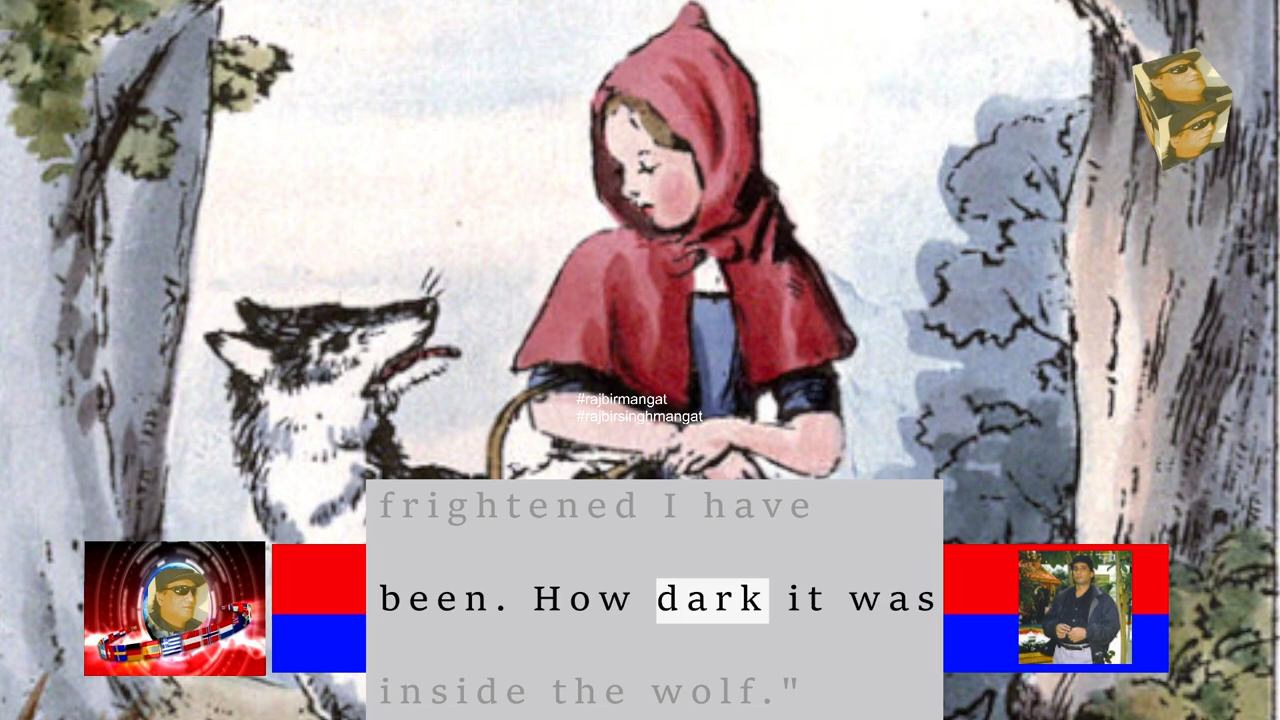 #rajbirmangat
#rajbirsinghmangat
frightened I have
been. How dark it was
inside the wolf."